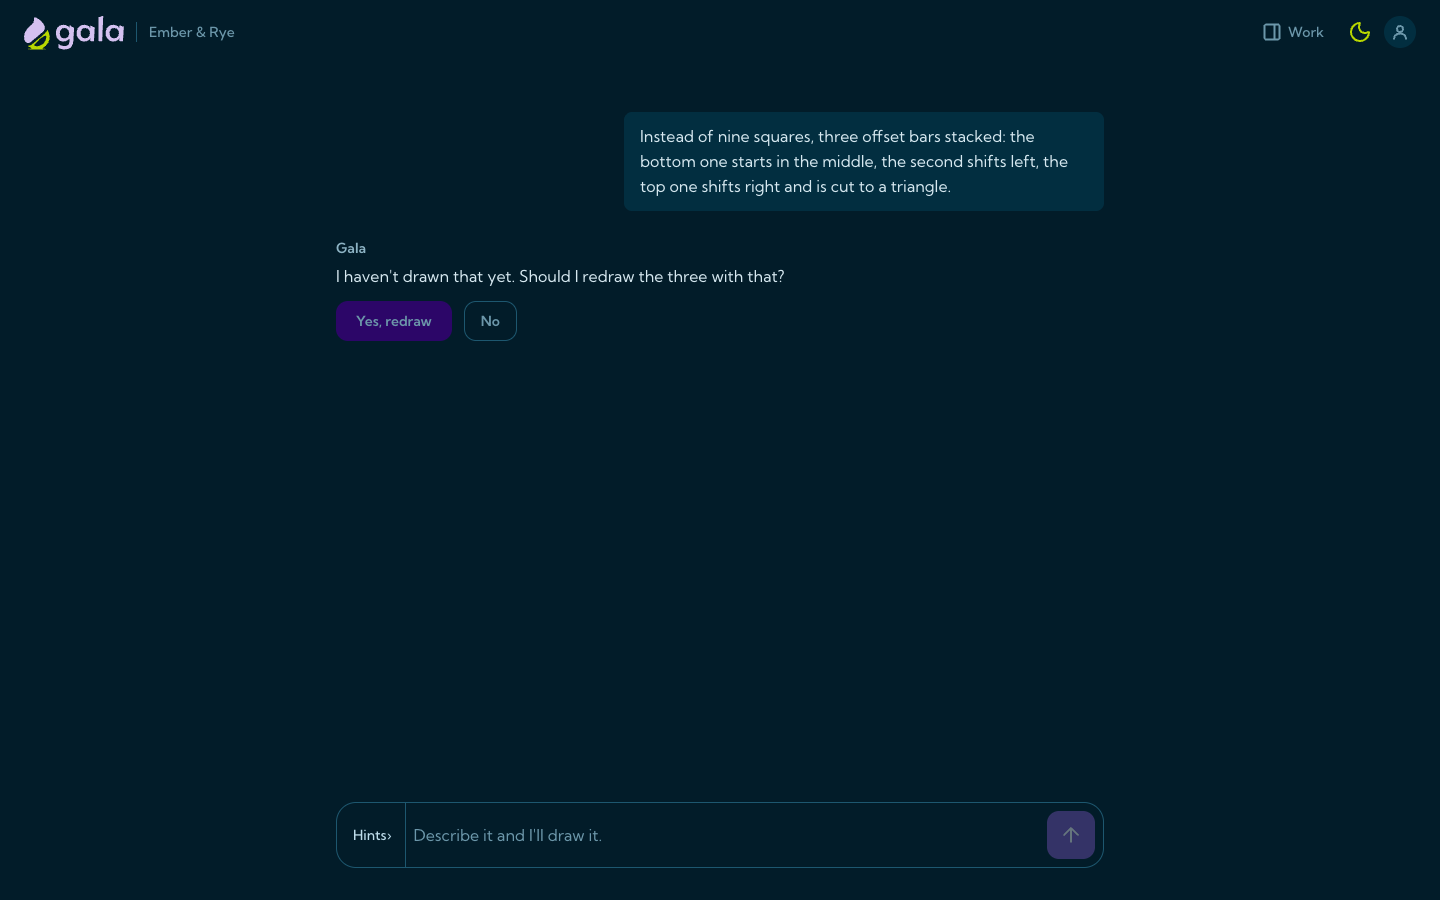 gala
Ember & Rye
Work
Instead of nine squares, three offset bars stacked: the
bottom one starts in the middle, the second shifts left, the
top one shifts right and is cut to a triangle.
Gala
I haven't drawn that yet. Should I redraw the three with that?
Yes, redraw
No
Hints›
Describe it and I'll draw it.